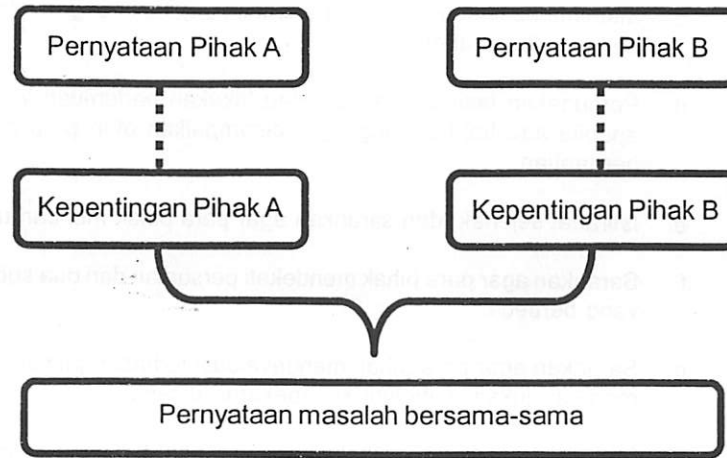 Pernyataan Pihak A
Pernyataan Pihak B
Kepentingan Pihak A
Kepentingan Pihak B
Pernyataan masalah bersama-sama